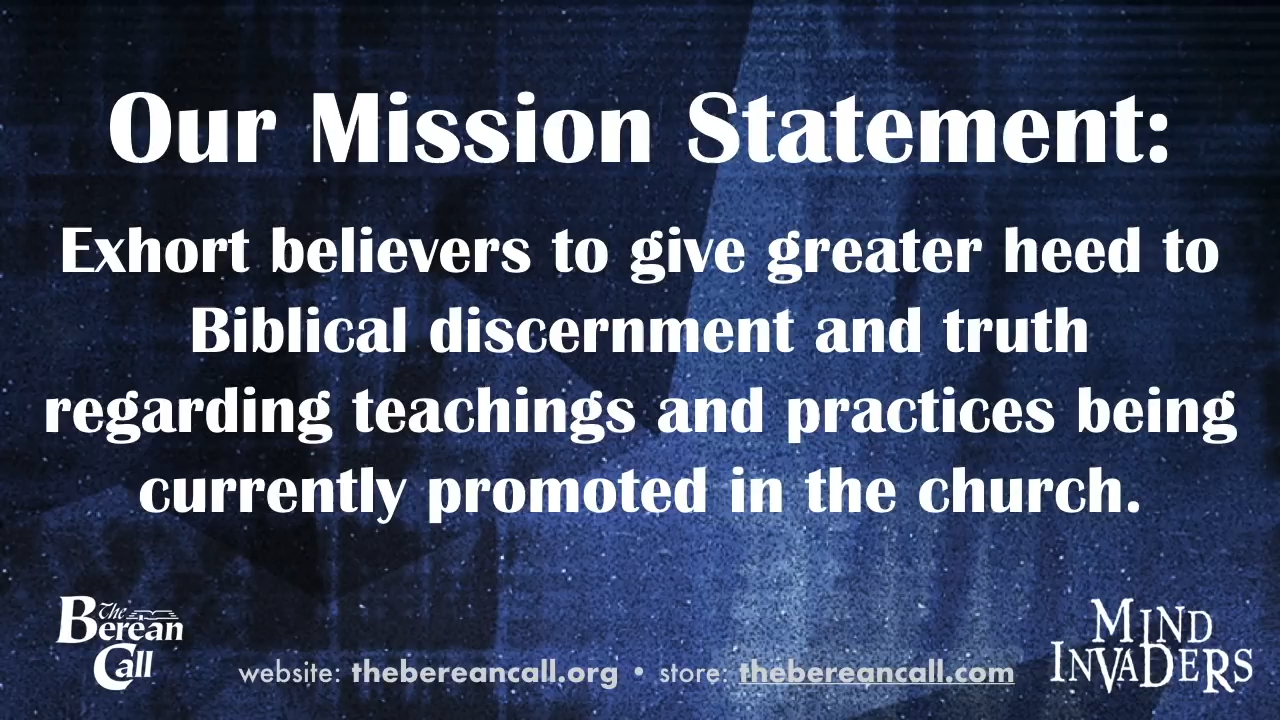 Our Mission Statement:
Exhort believers to give greater heed to
Biblical discernment and truth
regarding teachings and practices being
currently promoted in the church.
The
Berean
Call
website: thebereancall.org • store: thebereancall.com
MIND
INVADERS